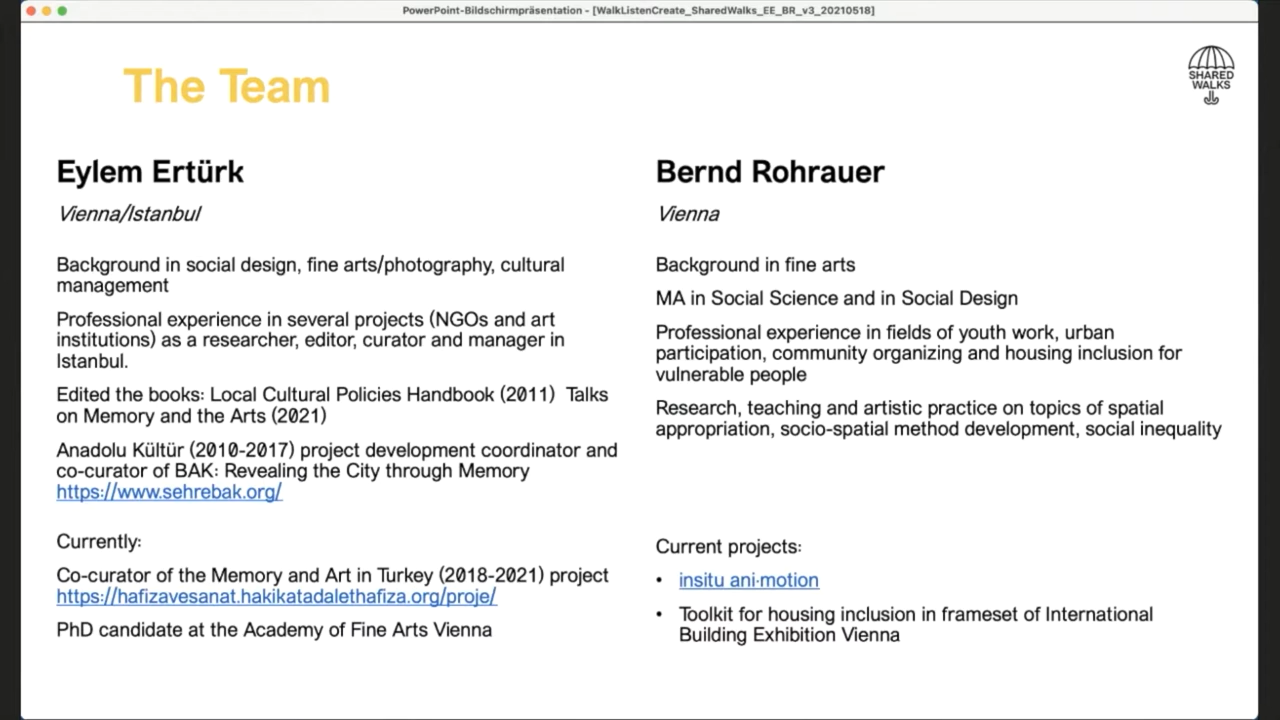 PowerPoint-Bildschirmpräsentation - [WalkListenCreate_SharedWalks_EE_BR_v3_20210518]
The Team
SHARED
WALKS
Eylem Ertürk
Vienna/Istanbul
Background in social design, fine arts/photography, cultural
management
Professional experience in several projects (NGOs and art
institutions) as a researcher, editor, curator and manager in
Istanbul.
Edited the books: Local Cultural Policies Handbook (2011)  Talks
on Memory and the Arts (2021)
Anadolu Kültür (2010-2017) project development coordinator and
co-curator of BAK: Revealing the City through Memory
https://www.sehrebak.org/
Currently:
Co-curator of the Memory and Art in Turkey (2018-2021) project
https://hafizavesanat.hakikatadalethafiza.org/proje/
PhD candidate at the Academy of Fine Arts Vienna
Bernd Rohrauer
Vienna
Background in fine arts
MA in Social Science and in Social Design
Professional experience in fields of youth work, urban
participation, community organizing and housing inclusion for
vulnerable people
Research, teaching and artistic practice on topics of spatial
appropriation, socio-spatial method development, social inequality
Current projects:
• insitu ani·motion
• Toolkit for housing inclusion in frameset of International
Building Exhibition Vienna